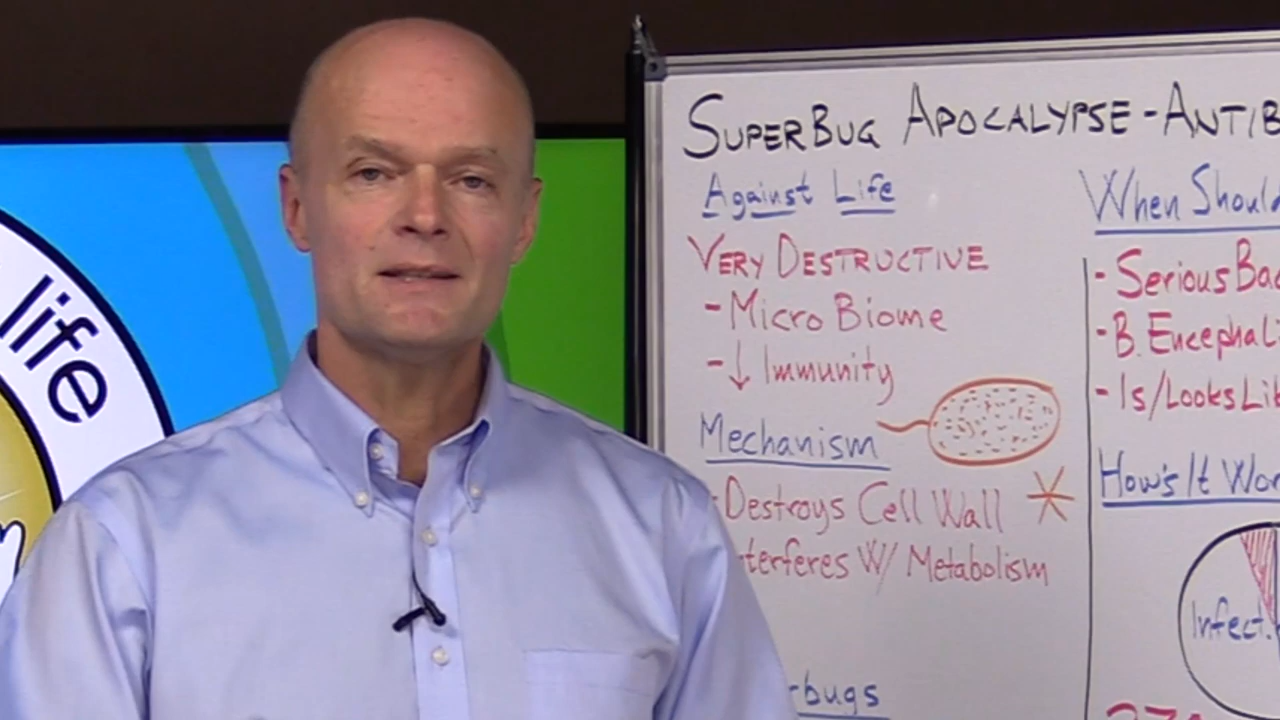 life
SUPERBUG APOCALYPSE - ANTIB
Against Life
VERY DESTRUCTIVE
- Micro Biome
- ↓ Immunity
Mechanism
- Destroys Cell Wall
terferes W/ Metabolism
rbugs
When Should
- Serious Bac
- B. Encephal
- Is/Looks Lik
How's It Wor
Infect.